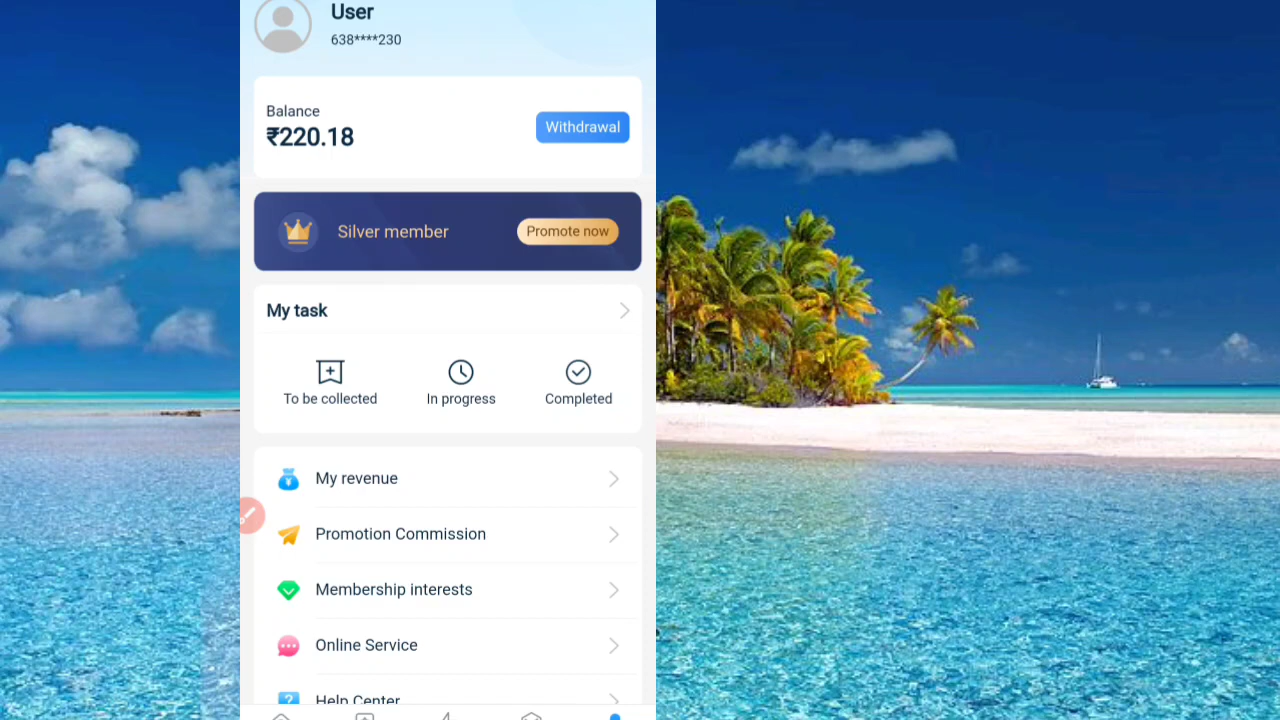 User
638****230
Balance
₹220.18
Withdrawal
Silver member
Promote now
My task
To be collected
In progress
Completed
My revenue
Promotion Commission
Membership interests
Online Service
Help Center